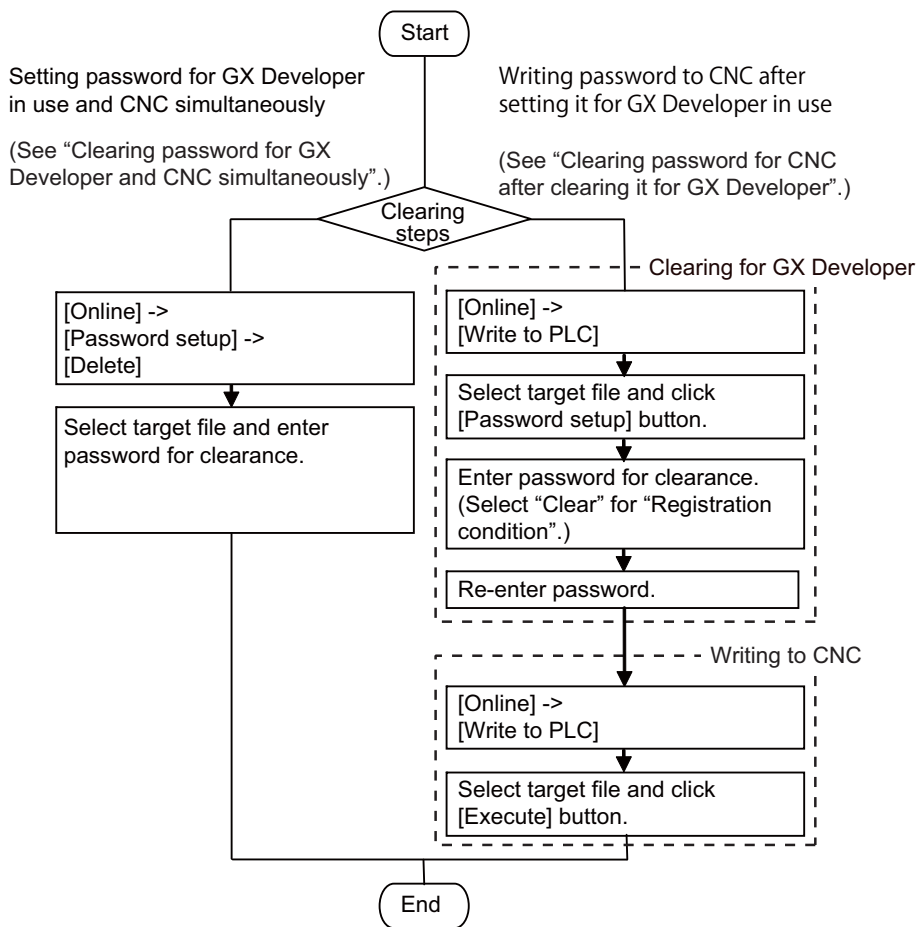 Start
Setting password for GX Developer
in use and CNC simultaneously
(See “Clearing password for GX
Developer and CNC simultaneously”.)
Writing password to CNC after
setting it for GX Developer in use
(See “Clearing password for CNC
after clearing it for GX Developer”.)
Clearing
steps
[Online] ->
[Password setup] ->
[Delete]
Select target file and enter
password for clearance.
Clearing for GX Developer
[Online] ->
[Write to PLC]
Select target file and click
[Password setup] button.
Enter password for clearance.
(Select “Clear” for “Registration
condition”.)
Re-enter password.
Writing to CNC
[Online] ->
[Write to PLC]
Select target file and click
[Execute] button.
End